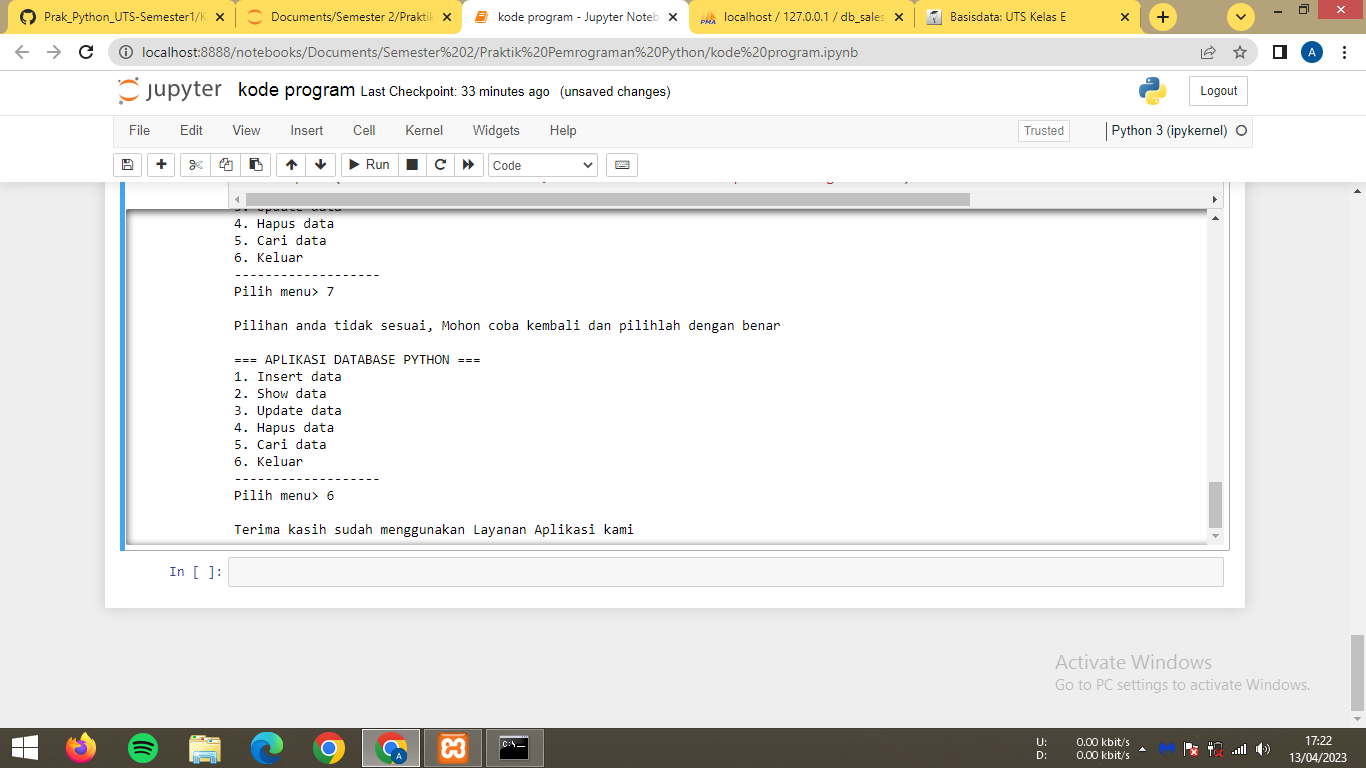 Prak_Python_UTS-Semester1/K
Documents/Semester 2/Praktik
kode program - Jupyter Noteb
localhost / 127.0.0.1 / db_sales
Basisdata: UTS Kelas E
localhost:8888/notebooks/Documents/Semester%202/Praktik%20Pemrograman%20Python/kode%20program.ipynb
A
jupyter kode program Last Checkpoint: 33 minutes ago (unsaved changes)
Logout
File Edit View Insert Cell Kernel Widgets Help
Trusted
Python 3 (ipykernel)
Run
Code
3. Update data
4. Hapus data
5. Cari data
6. Keluar
-------------------
Pilih menu> 7
Pilihan anda tidak sesuai, Mohon coba kembali dan pilihlah dengan benar
=== APLIKASI DATABASE PYTHON ===
1. Insert data
2. Show data
3. Update data
4. Hapus data
5. Cari data
6. Keluar
-------------------
Pilih menu> 6
Terima kasih sudah menggunakan Layanan Aplikasi kami
In [ ]:
Activate Windows
Go to PC settings to activate Windows.
U: 0.00 kbit/s
D: 0.00 kbit/s
17:22
13/04/2023